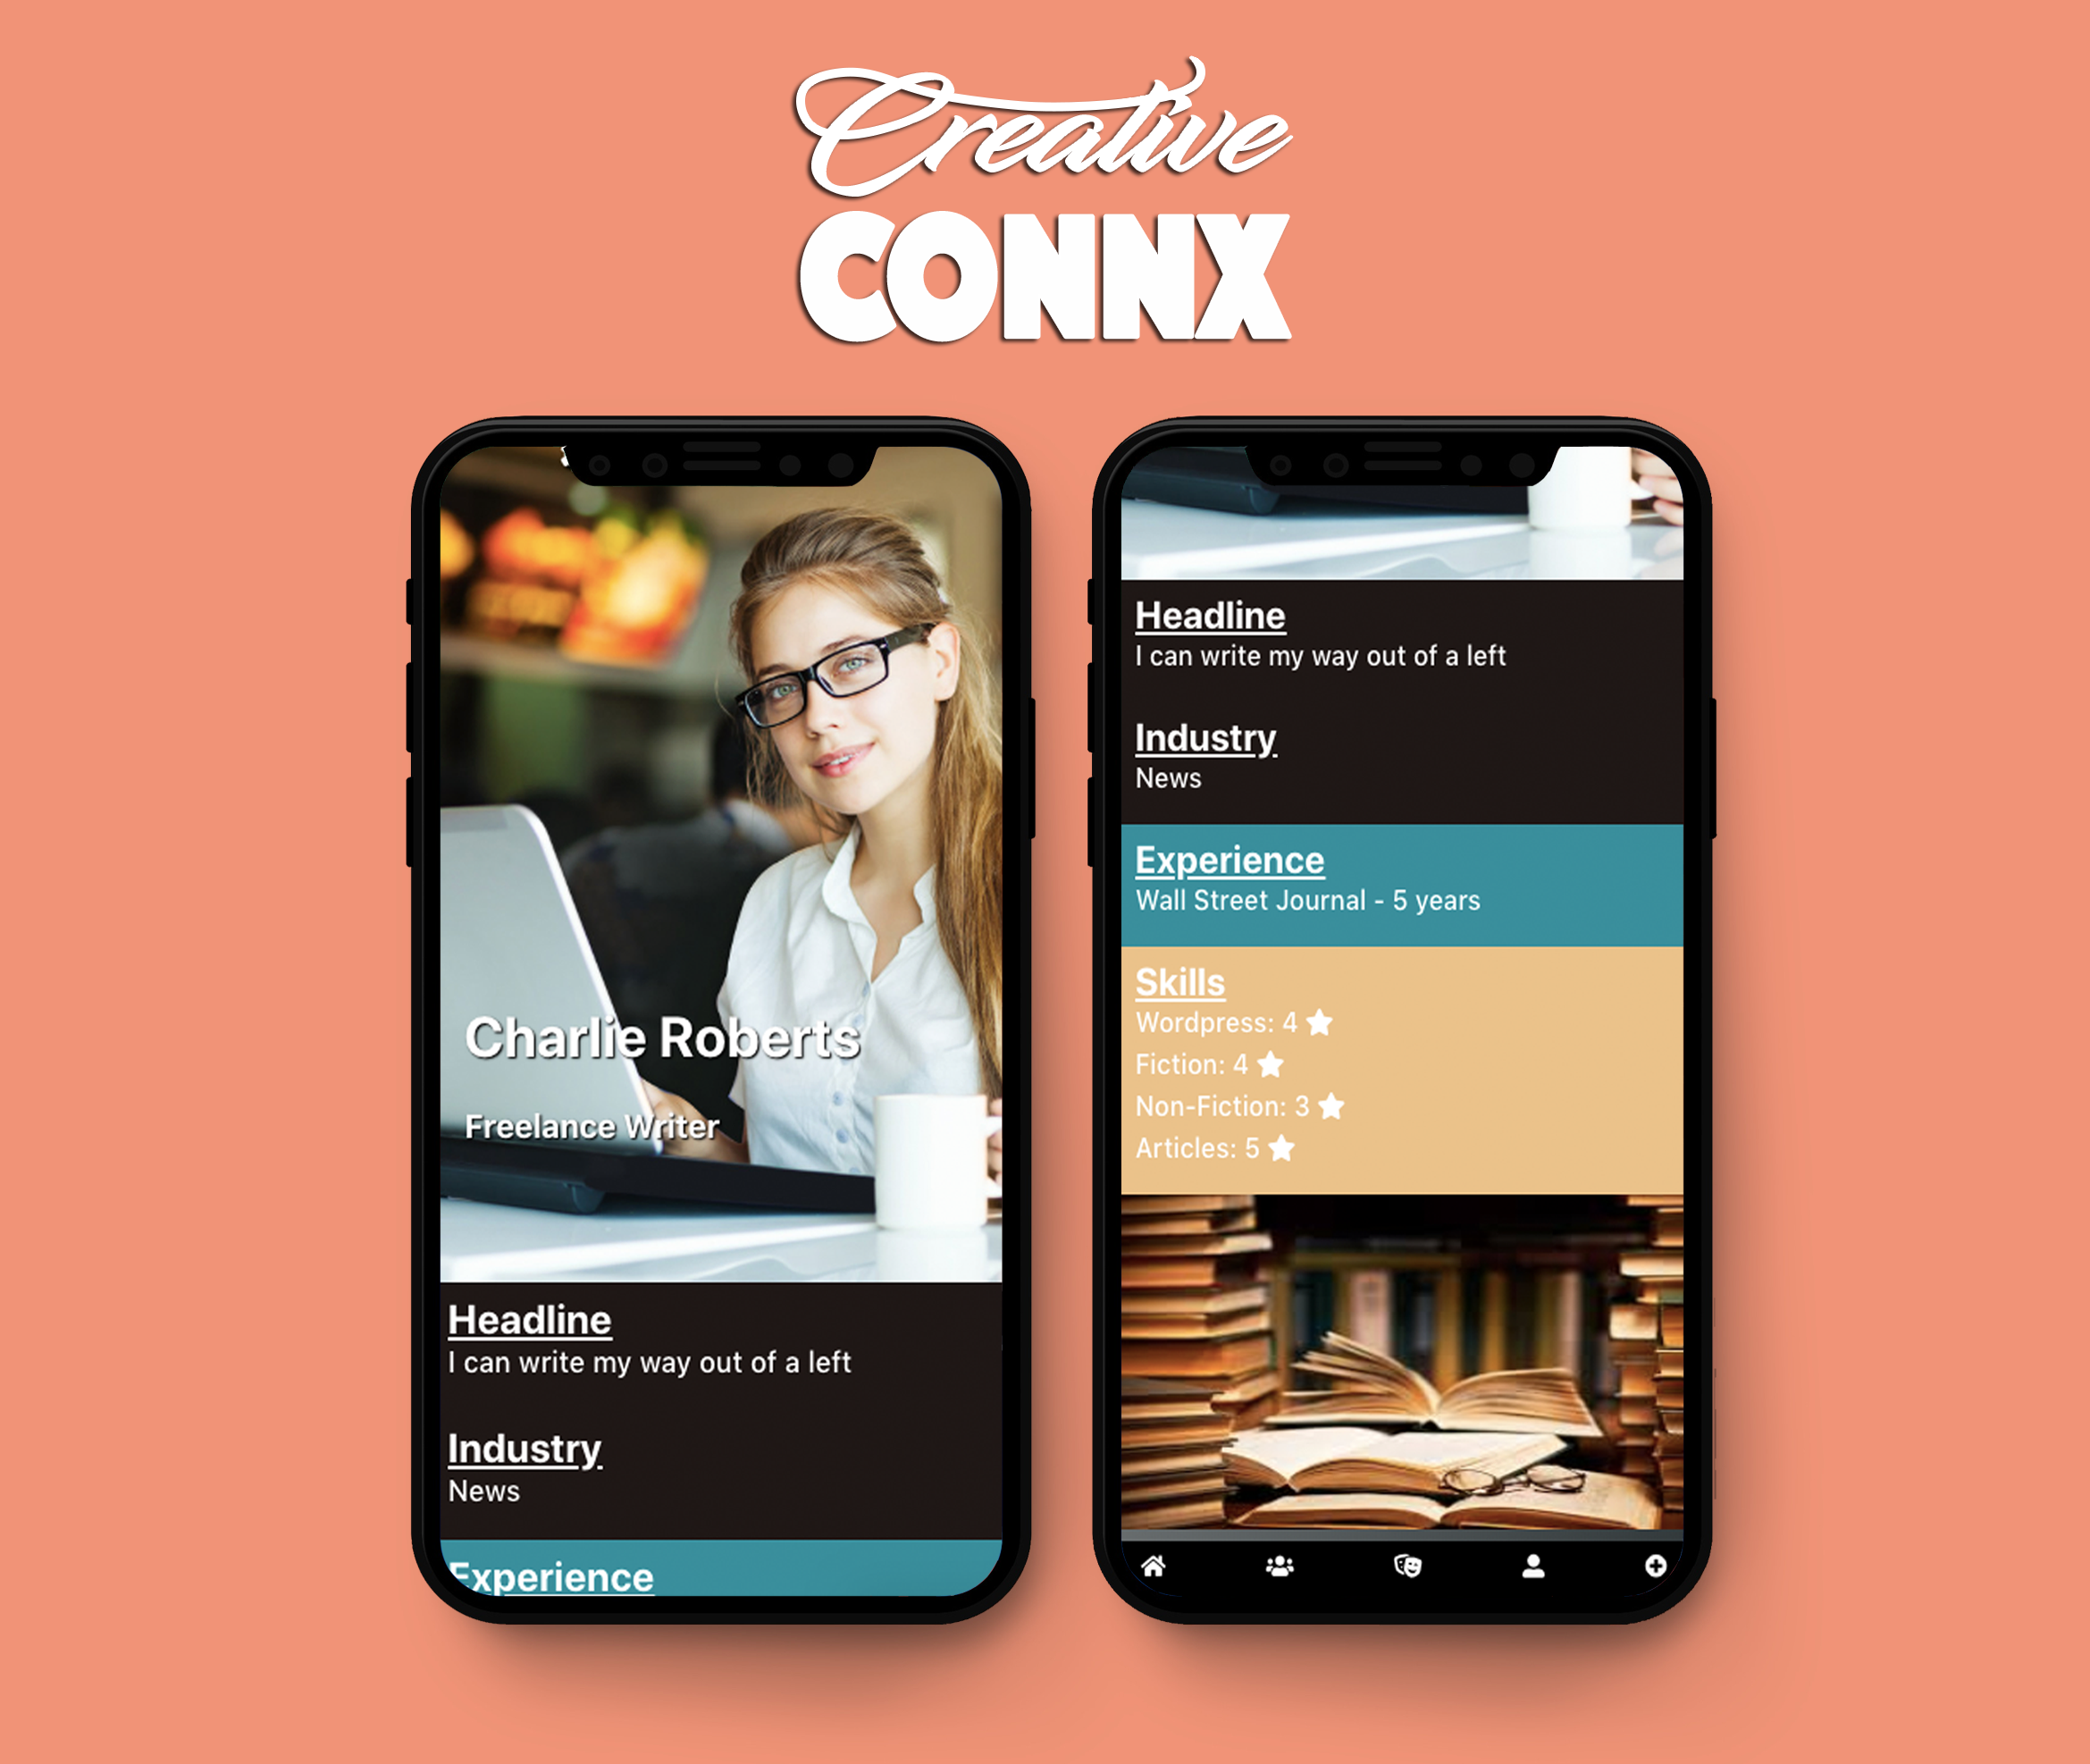 Creative
CONNX
Charlie Roberts
Freelance Writer
Headline
I can write my way out of a left
Industry
News
Experience
Headline
I can write my way out of a left
Industry
News
Experience
Wall Street Journal - 5 years
Skills
Wordpress: 4
Fiction: 4
Non-Fiction: 3
Articles: 5